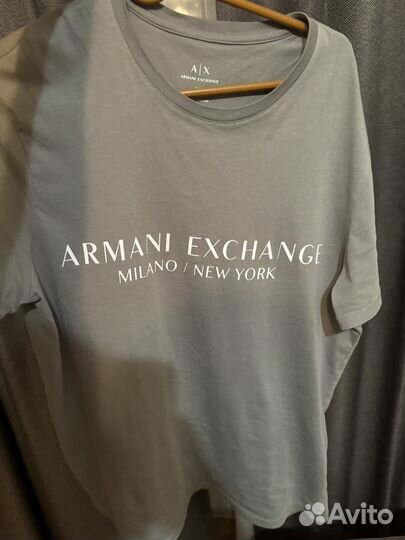 A|X
ARMANI EXCHANGE
ARMANI EXCHANGE
MILANO / NEW YORK
Avito